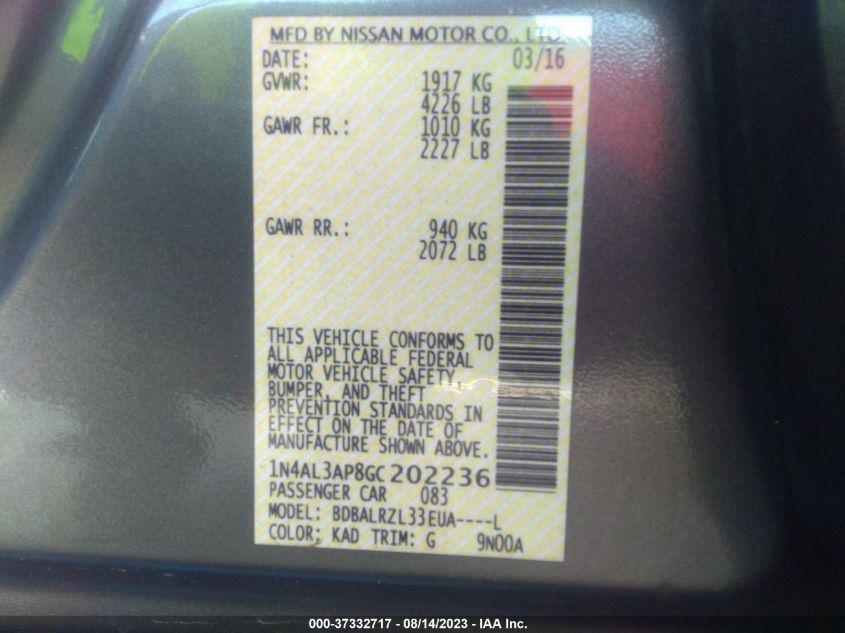 MFD BY NISSAN MOTOR CO., LTD.
DATE: 03/16
GVWR: 1917 KG
4226 LB
GAWR FR.: 1010 KG
2227 LB
GAWR RR.: 940 KG
2072 LB
THIS VEHICLE CONFORMS TO
ALL APPLICABLE FEDERAL
MOTOR VEHICLE SAFETY,
BUMPER, AND THEFT
PREVENTION STANDARDS IN
EFFECT ON THE DATE OF
MANUFACTURE SHOWN ABOVE.
1N4AL3AP8GC202236
PASSENGER CAR 083
MODEL: BDBALRZL33EUA----L
COLOR: KAD TRIM: G 9N00A
000-37332717 - 08/14/2023 - IAA Inc.